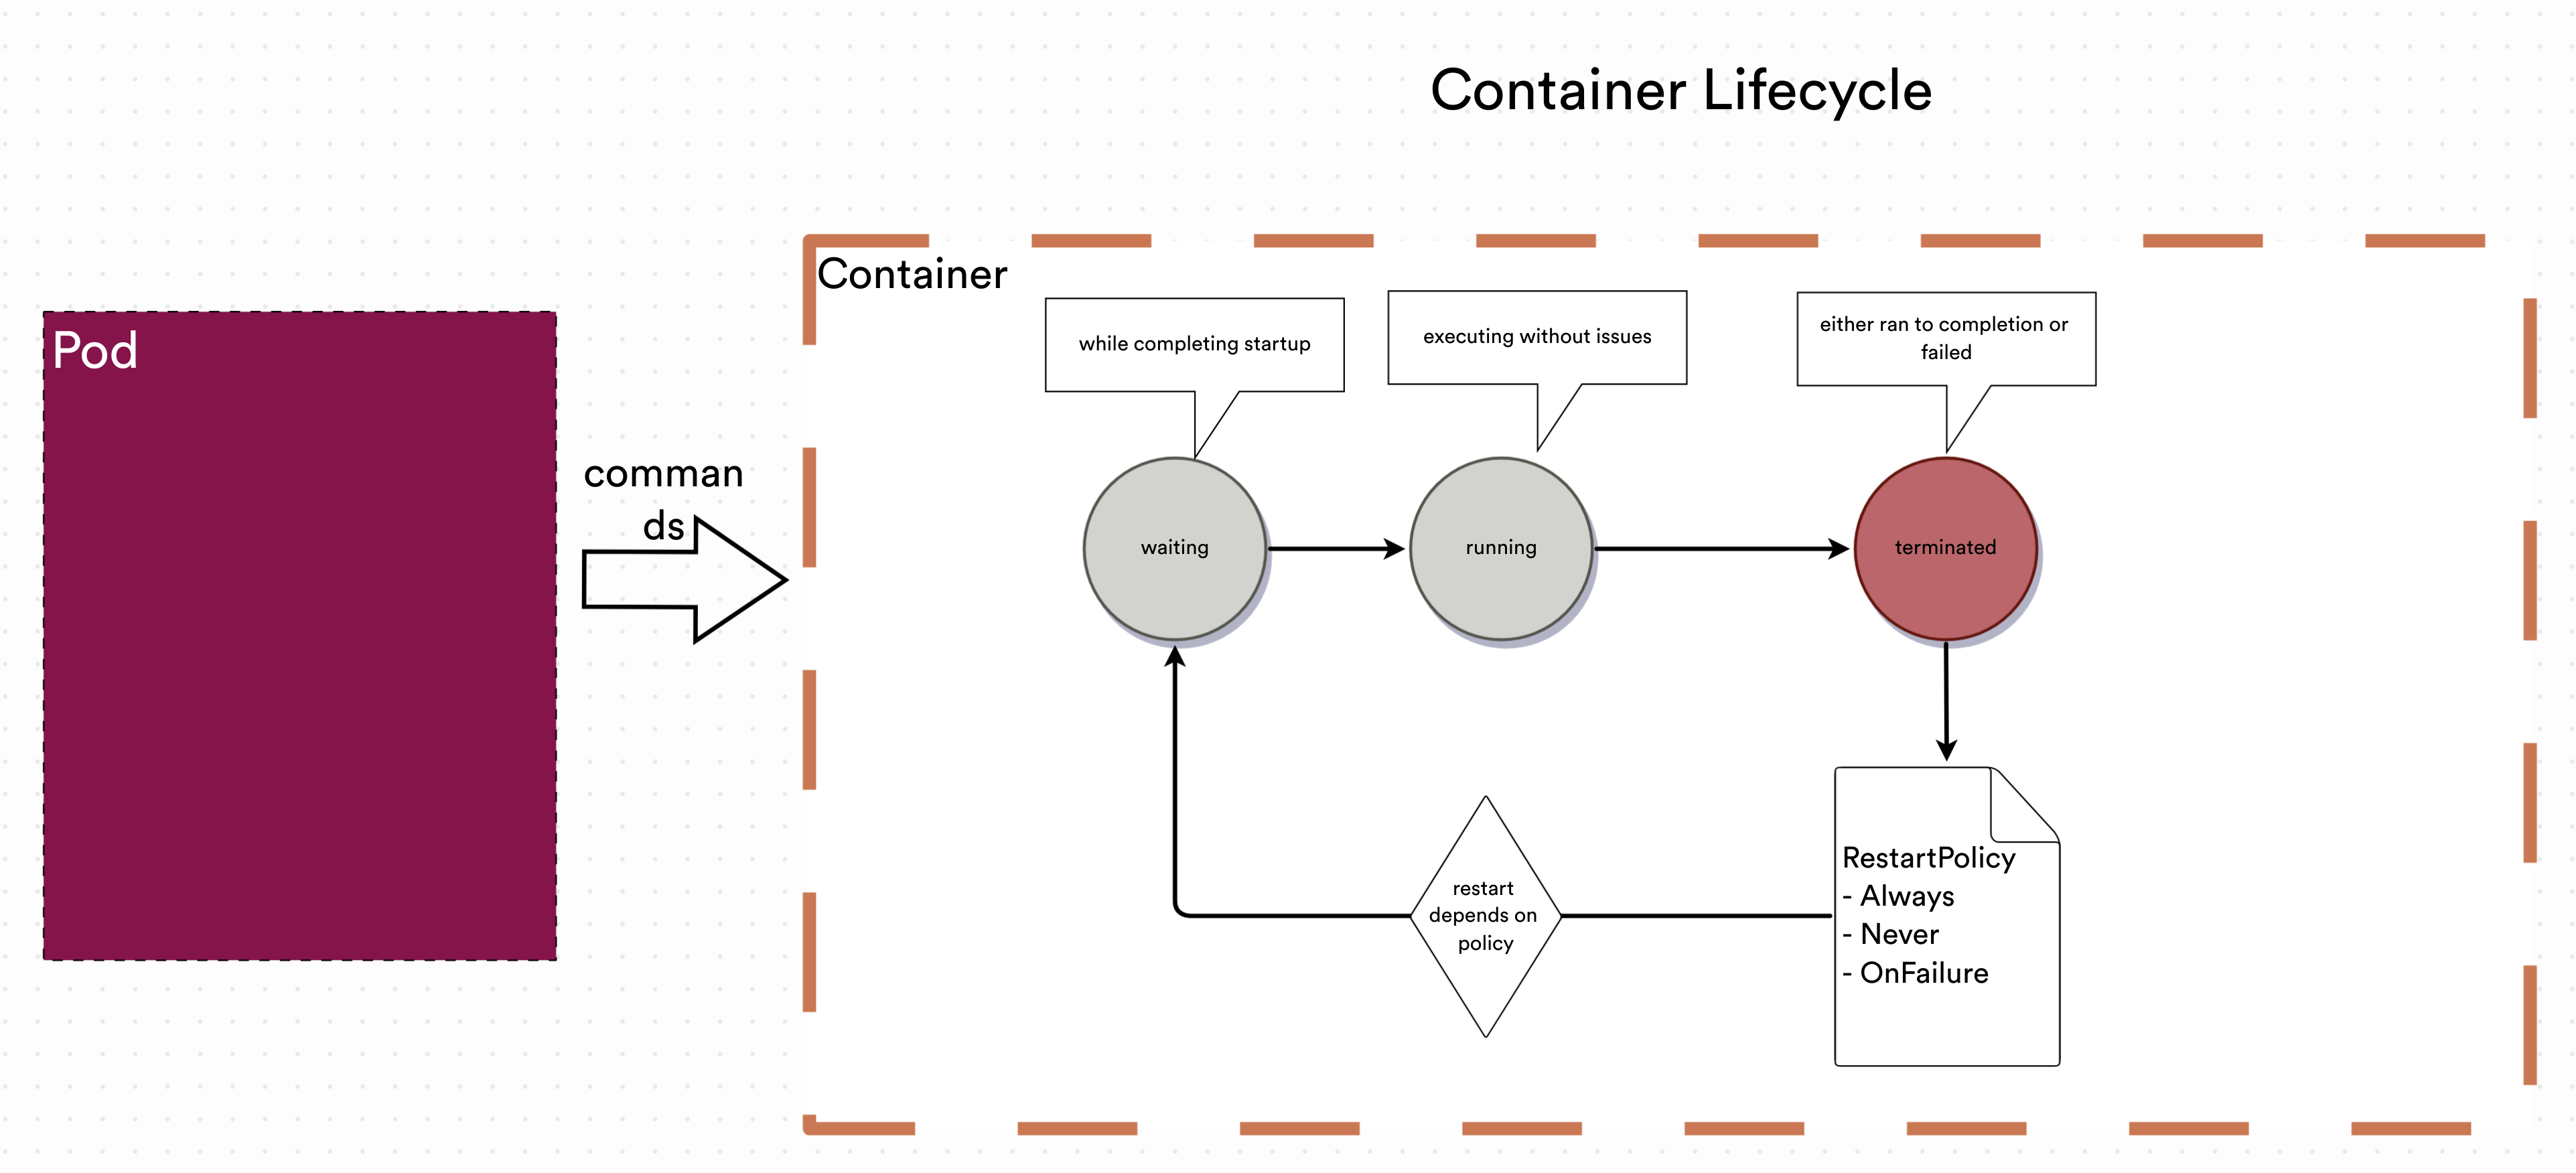 Container Lifecycle
Pod
comman
ds
Container
while completing startup
executing without issues
either ran to completion or
failed
waiting
running
terminated
restart
depends on
policy
RestartPolicy
- Always
- Never
- OnFailure